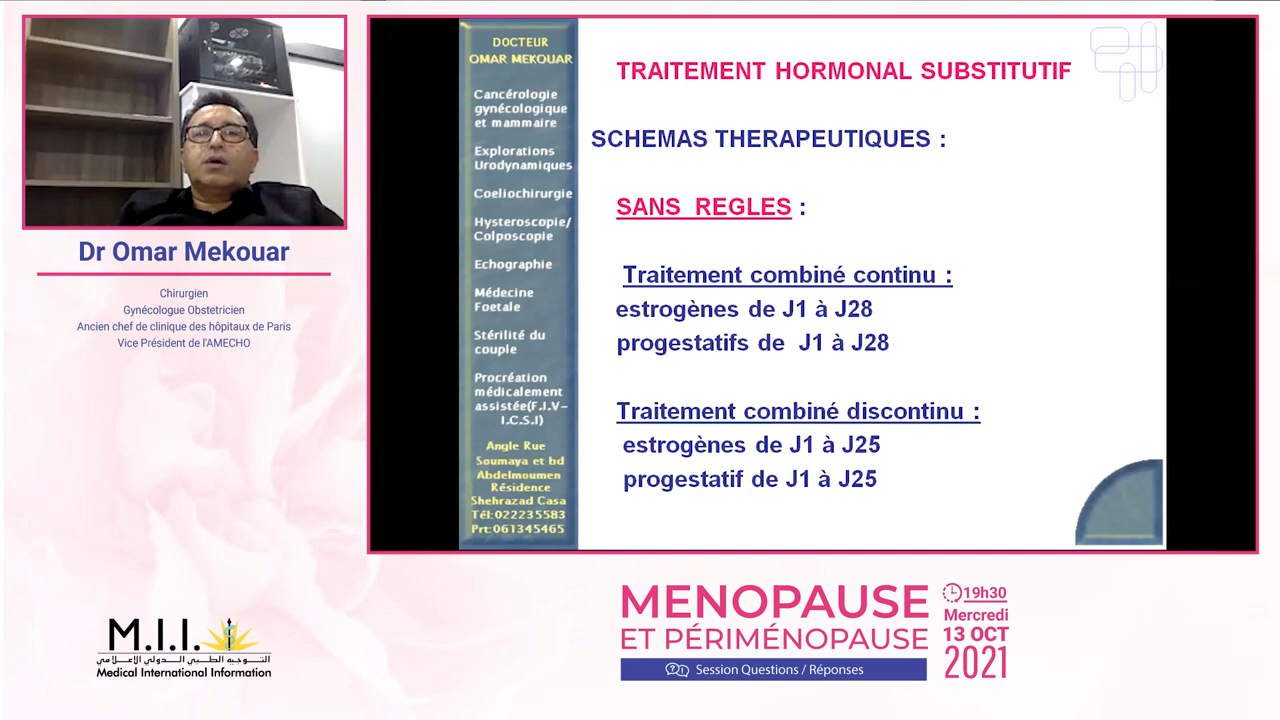 Dr Omar Mekouar
Chirurgien
Gynécologue Obstetricien
Ancien chef de clinique des hôpitaux de Paris
Vice Président de l'AMECHO
DOCTEUR
OMAR MEKOUAR
Cancérologie
gynécologique
et mammaire
Explorations
Urodynamiques
Coeliochirurgie
Hysteroscopie/
Colposcopie
Echographie
Médecine
Foetale
Stérilité du
couple
Procréation
médicalement
assistée(F.I.V-
I.C.S.I)
Angle Rue
Soumaya et bd
Abdelmoumen
Résidence
Shehrazad Casa
Tél:022235583
Prt:061345465
TRAITEMENT HORMONAL SUBSTITUTIF
SCHEMAS THERAPEUTIQUES :
SANS REGLES :
Traitement combiné continu :
estrogènes de J1 à J28
progestatifs de J1 à J28
Traitement combiné discontinu :
estrogènes de J1 à J25
progestatif de J1 à J25
M.I.I.
التوجيه الطبي الدولي الإعلامي
Medical International Information
MENOPAUSE
ET PÉRIMÉNOPAUSE
Session Questions / Réponses
19h30
Mercredi
13 OCT
2021